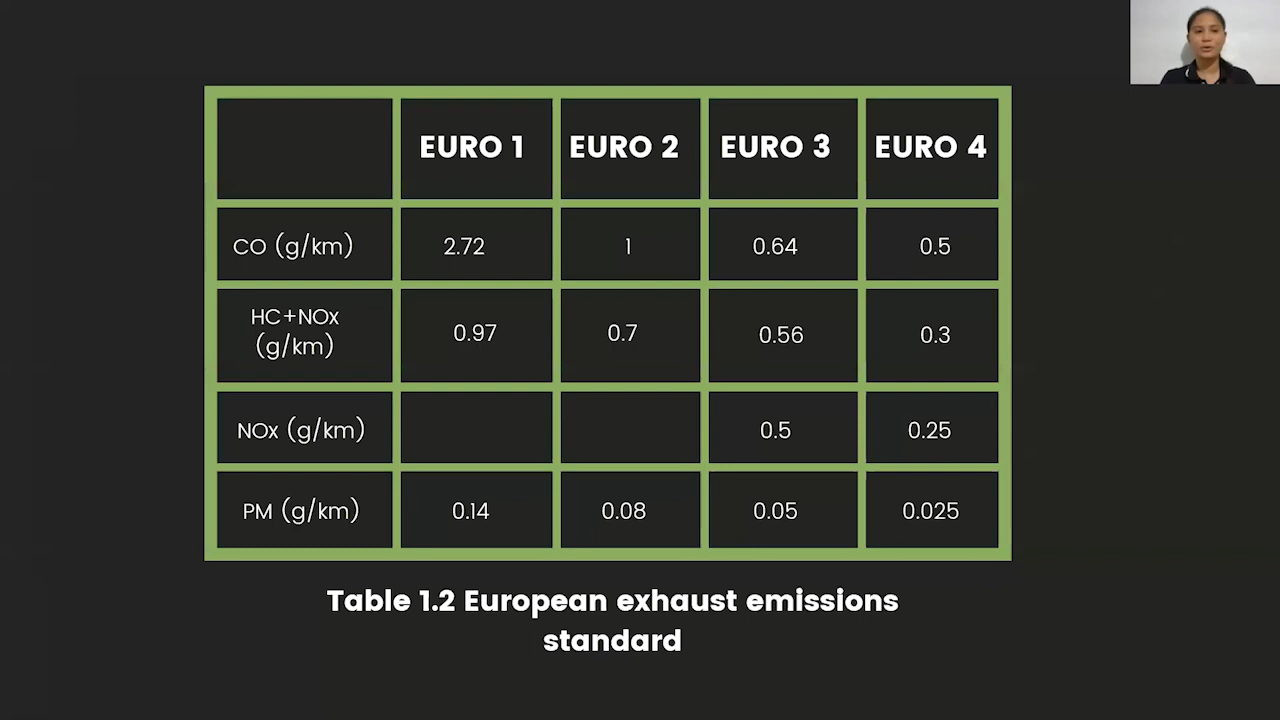 EURO 1 EURO 2 EURO 3 EURO 4
CO (g/km) 2.72 1 0.64 0.5
HC+NOx
(g/km) 0.97 0.7 0.56 0.3
NOx (g/km) 0.5 0.25
PM (g/km) 0.14 0.08 0.05 0.025
Table 1.2 European exhaust emissions
standard